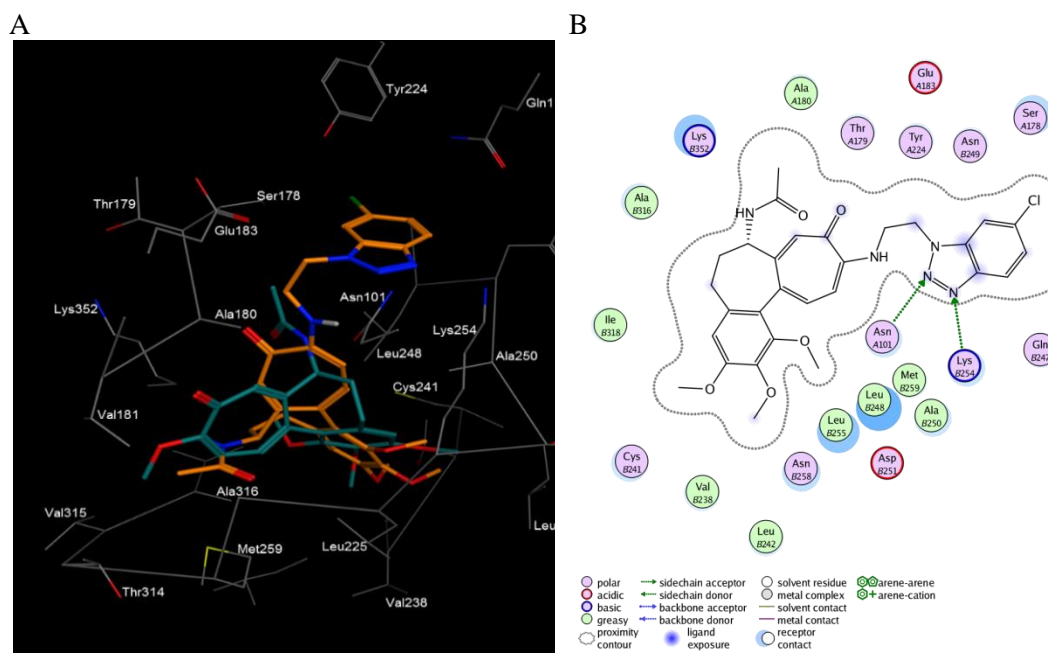 A
B
Tyr224
Gln1
Thr179
Ser178
Glu183
Lys352
Asn101
Ala180
Lys254
Leu248
Ala250
Cys241
Val181
Ala316
Val315
Met259
Leu225
Leu
Thr314
Val238
Glu
A183
Ala
A180
Ser
A178
Lys
B352
Thr
A179
Tyr
A224
Asn
B249
Ala
B316
HN
O
O
Cl
NH
N
N
N
Ile
B318
Asn
A101
Gln
B247
Lys
B254
O
O
O
Met
B259
Leu
B248
Ala
B250
Leu
B255
Cys
B241
Asn
B258
Asp
B251
Val
B238
Leu
B242
polar sidechain acceptor solvent residue arene-arene
acidic sidechain donor metal complex arene-cation
basic backbone acceptor solvent contact
greasy backbone donor metal contact
proximity ligand receptor
contour exposure contact